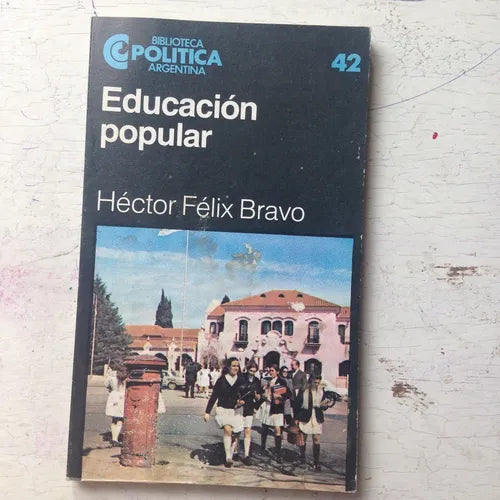 BIBLIOTECA
POLITICA
ARGENTINA
42
Educación
popular
Héctor Félix Bravo